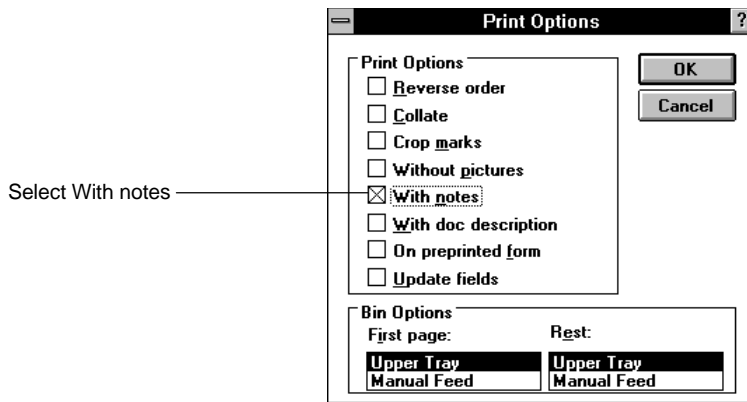 Print Options ?
Print Options
Reverse order
Collate
Crop marks
Without pictures
Select With notes
With notes
With doc description
On preprinted form
Update fields
OK
Cancel
Bin Options
First page:
Upper Tray
Manual Feed
Rest:
Upper Tray
Manual Feed